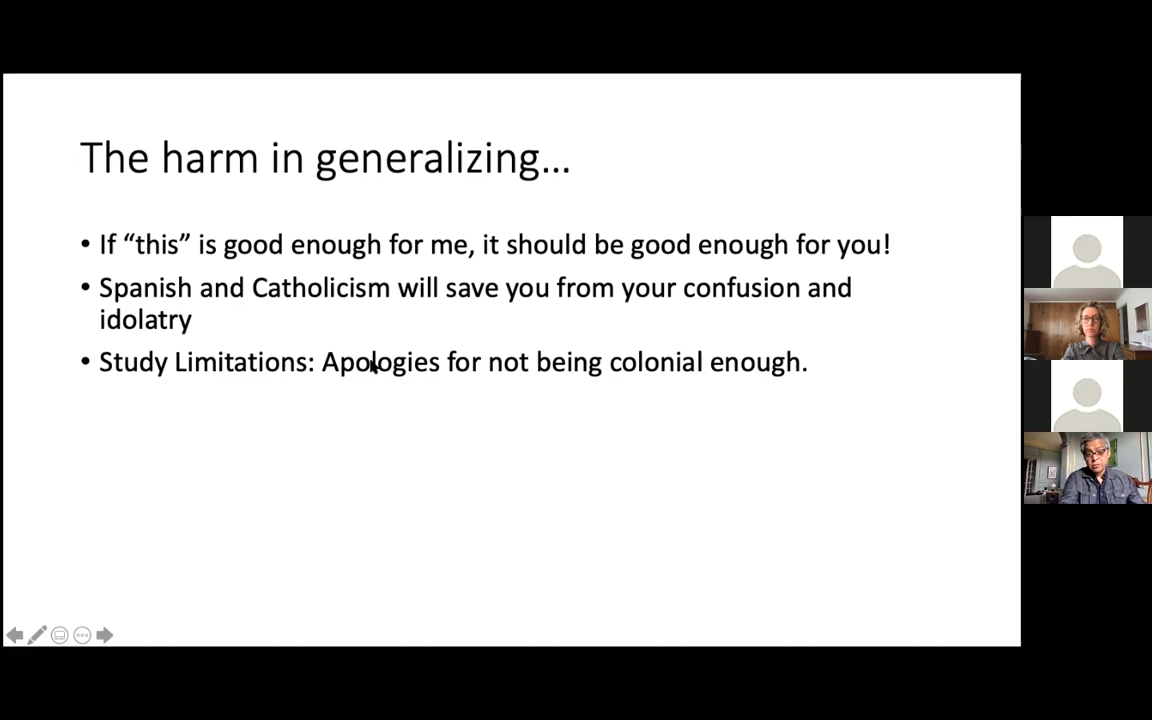 The harm in generalizing...
• If “this” is good enough for me, it should be good enough for you!
• Spanish and Catholicism will save you from your confusion and
idolatry
• Study Limitations: Apologies for not being colonial enough.